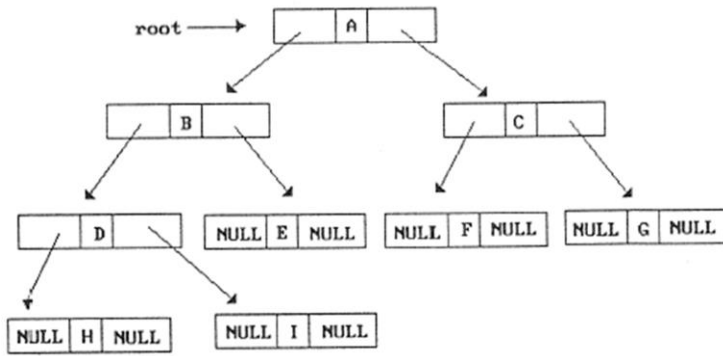 root
A
B
C
D
NULL E NULL
NULL F NULL
NULL G NULL
NULL H NULL
NULL I NULL